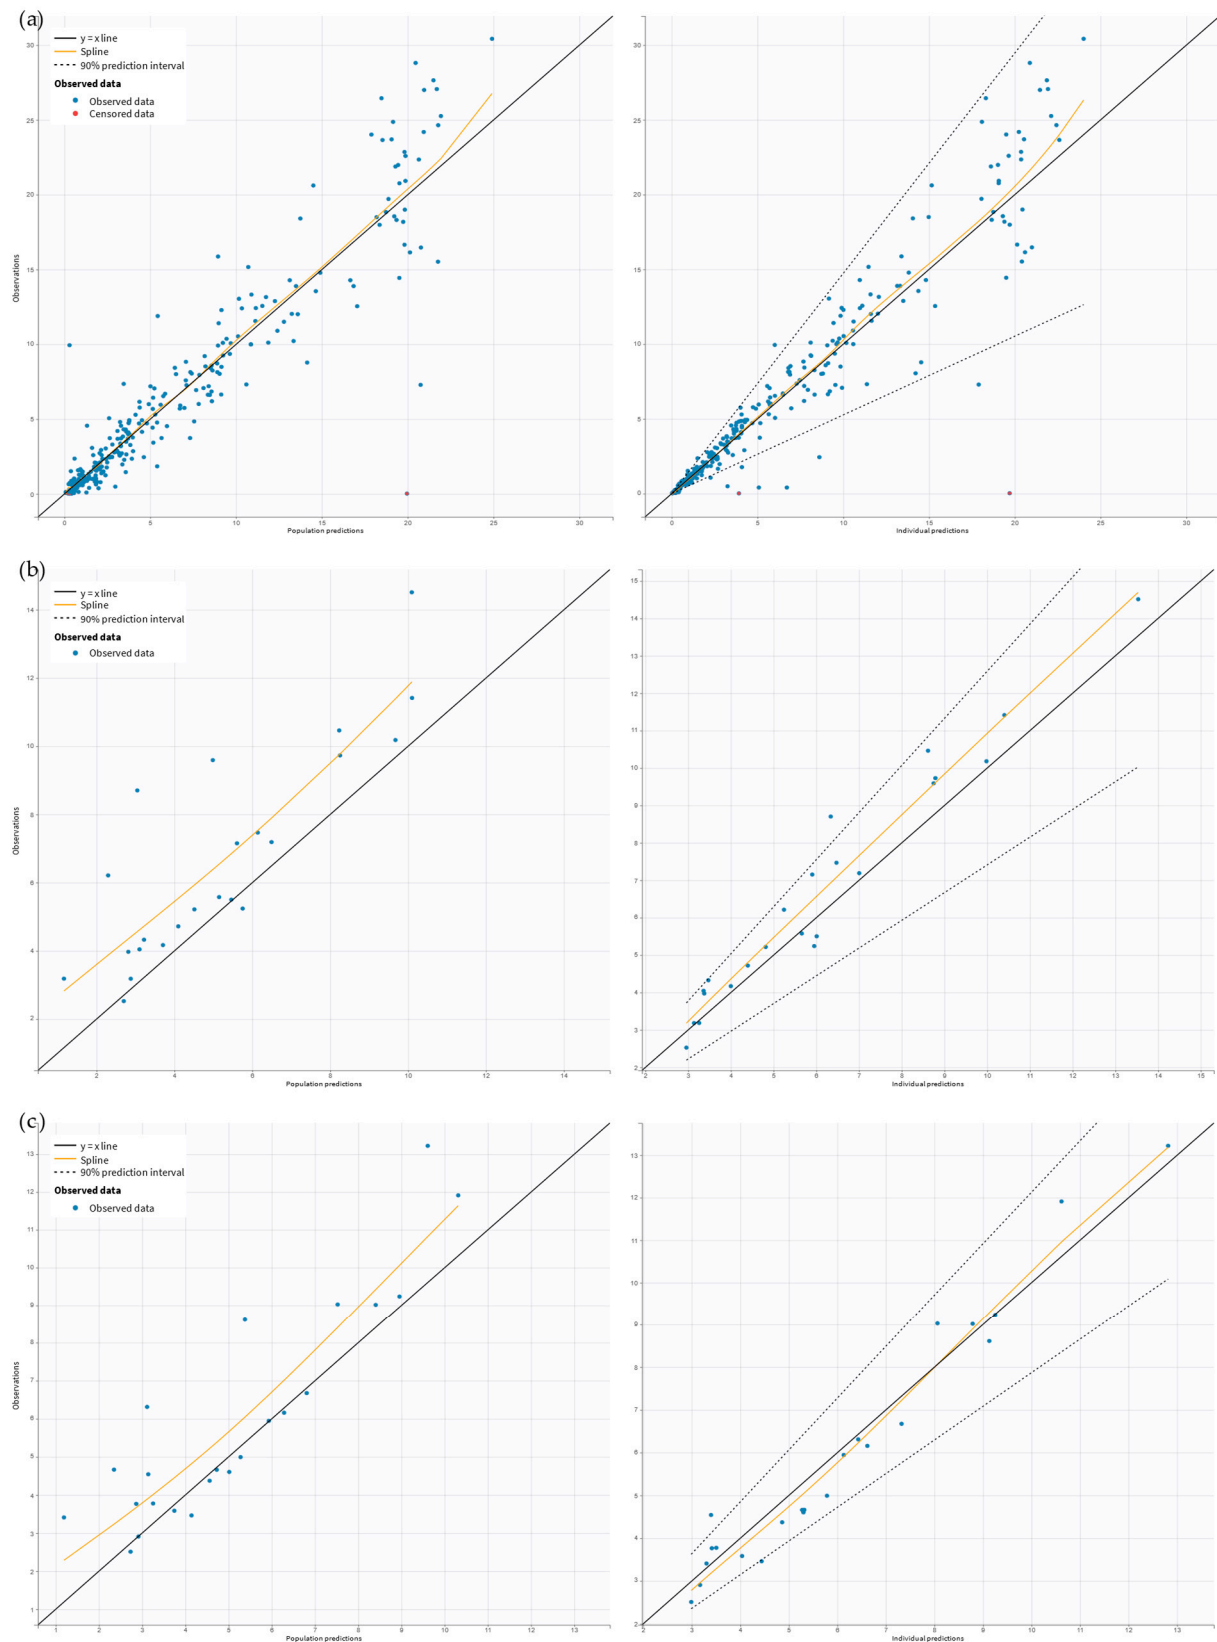 (a)
y = x line
Spline
90% prediction interval
Observed data
Observed data
Censored data
Observations
30
25
20
15
10
5
0
0 5 10 15 20 25 30
Population predictions
30
25
20
15
10
5
0
0 5 10 15 20 25 30
Individual predictions
(b)
y = x line
Spline
90% prediction interval
Observed data
Observed data
Observations
14
12
10
8
6
4
2
2 4 6 8 10 12 14
Population predictions
15
14
13
12
11
10
9
8
7
6
5
4
3
2
2 3 4 5 6 7 8 9 10 11 12 13 14 15
Individual predictions
(c)
y = x line
Spline
90% prediction interval
Observed data
Observed data
Observations
13
12
11
10
9
8
7
6
5
4
3
2
1
1 2 3 4 5 6 7 8 9 10 11 12 13
Population predictions
13
12
11
10
9
8
7
6
5
4
3
2
2 3 4 5 6 7 8 9 10 11 12 13
Individual predictions